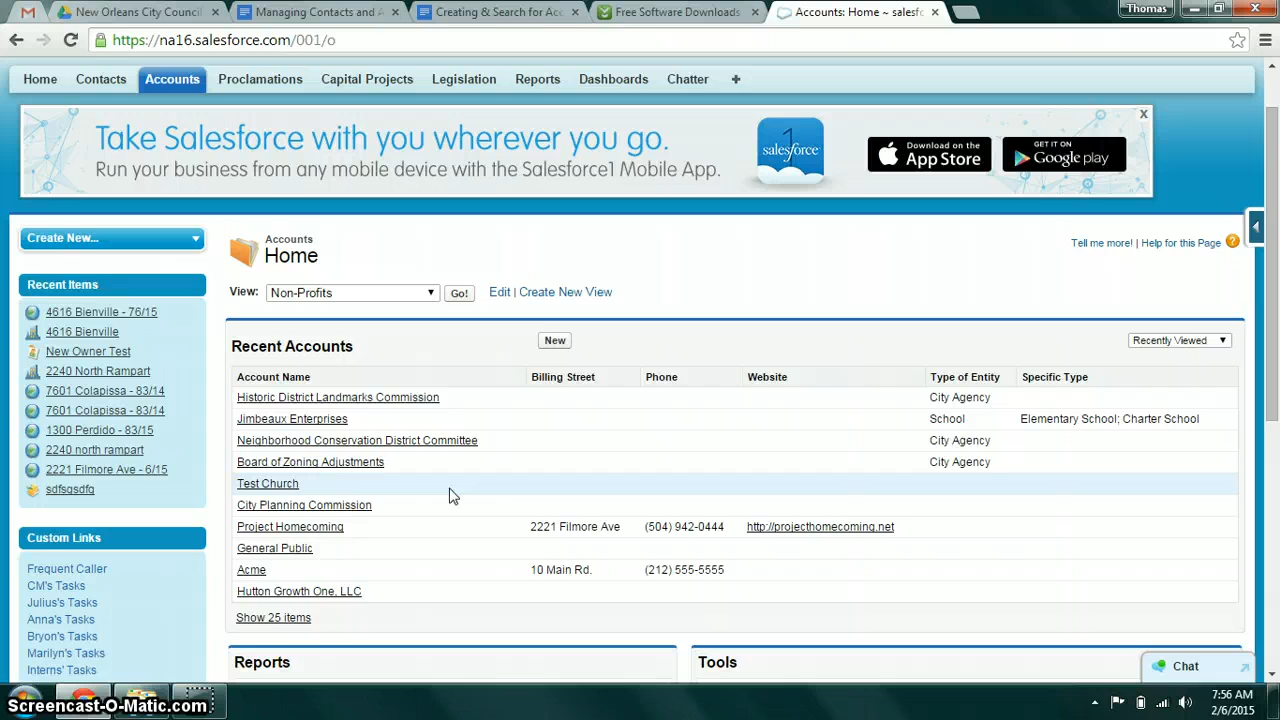 New Orleans City Council
Managing Contacts and A
Creating & Search for Acc
Free Software Downloads
Accounts: Home ~ salesfo
Thomas
https://na16.salesforce.com/001/o
Home Contacts Accounts Proclamations Capital Projects Legislation Reports Dashboards Chatter +
Take Salesforce with you wherever you go.
Run your business from any mobile device with the Salesforce1 Mobile App.
salesforce 1
Download on the
App Store
GET IT ON
Google play
X
Create New...
Accounts
Home
Tell me more! | Help for this Page ?
View: Non-Profits Go! Edit | Create New View
Recent Items
4616 Bienville - 76/15
4616 Bienville
New Owner Test
2240 North Rampart
7601 Colapissa - 83/14
7601 Colapissa - 83/14
1300 Perdido - 83/15
2240 north rampart
2221 Filmore Ave - 6/15
sdfsgsdfg
Custom Links
Frequent Caller
CM's Tasks
Julius's Tasks
Anna's Tasks
Bryon's Tasks
Marilyn's Tasks
Interns' Tasks
Recent Accounts New Recently Viewed
Account Name Billing Street Phone Website Type of Entity Specific Type
Historic District Landmarks Commission City Agency
Jimbeaux Enterprises School Elementary School; Charter School
Neighborhood Conservation District Committee City Agency
Board of Zoning Adjustments City Agency
Test Church
City Planning Commission
Project Homecoming 2221 Filmore Ave (504) 942-0444 http://projecthomecoming.net
General Public
Acme 10 Main Rd. (212) 555-5555
Hutton Growth One, LLC
Show 25 items
Reports
Tools
Chat
Screencast-O-Matic.com
7:56 AM
2/6/2015